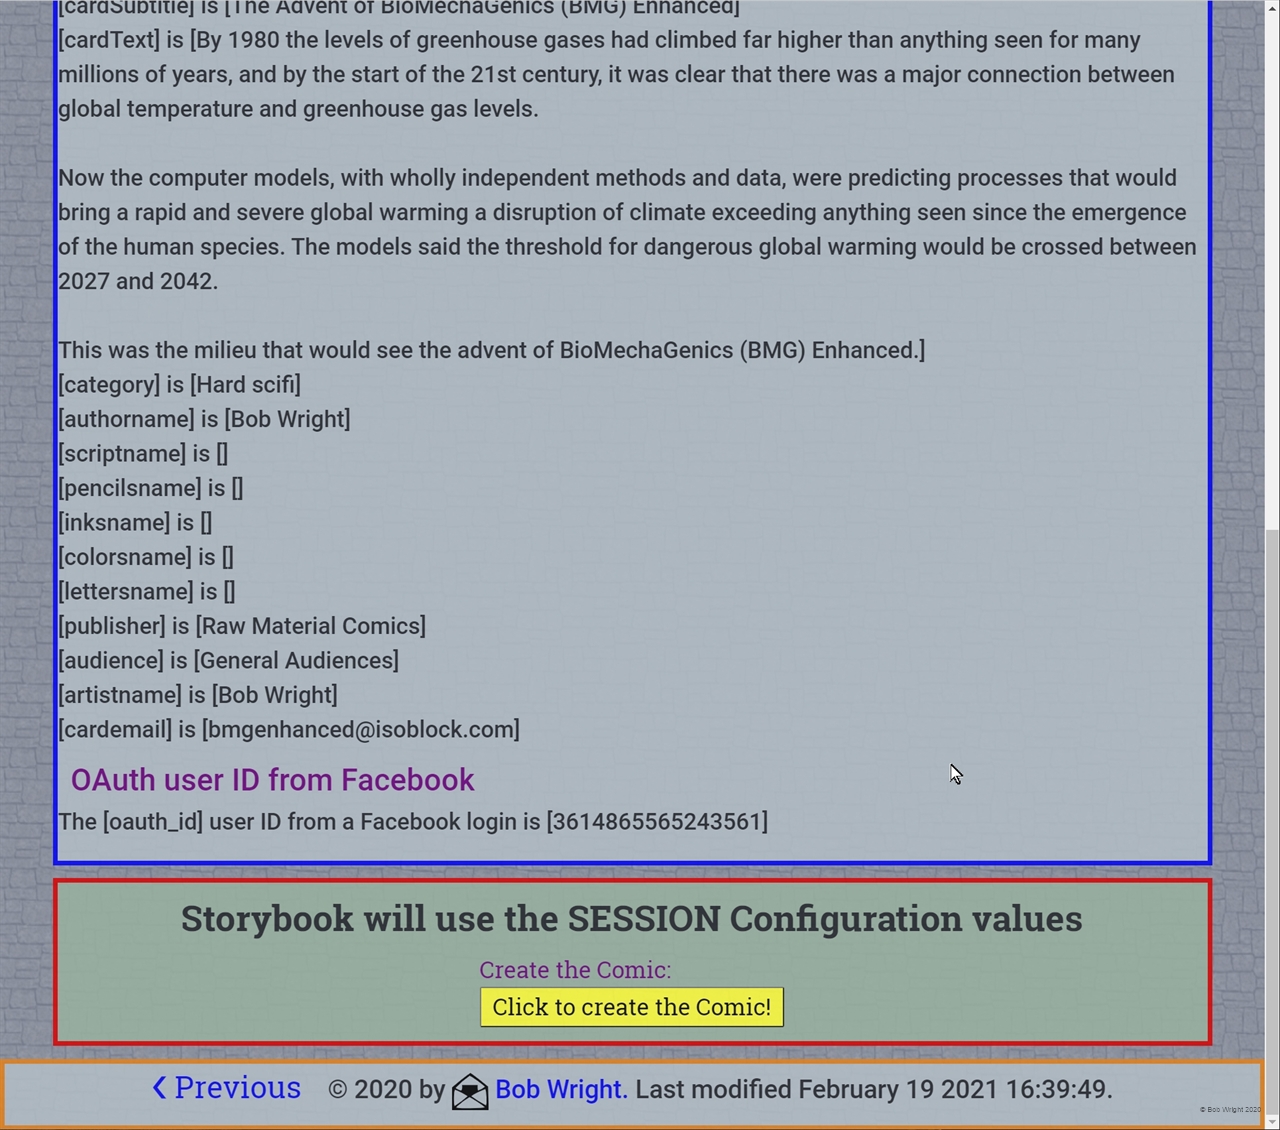 [cardSubtitle] is [The Advent of BioMechaGenics (BMG) Enhanced]
[cardText] is [By 1980 the levels of greenhouse gases had climbed far higher than anything seen for many
millions of years, and by the start of the 21st century, it was clear that there was a major connection between
global temperature and greenhouse gas levels.
Now the computer models, with wholly independent methods and data, were predicting processes that would
bring a rapid and severe global warming a disruption of climate exceeding anything seen since the emergence
of the human species. The models said the threshold for dangerous global warming would be crossed between
2027 and 2042.
This was the milieu that would see the advent of BioMechaGenics (BMG) Enhanced.]
[category] is [Hard scifi]
[authorname] is [Bob Wright]
[scriptname] is []
[pencilsname] is []
[inksname] is []
[colorsname] is []
[lettersname] is []
[publisher] is [Raw Material Comics]
[audience] is [General Audiences]
[artistname] is [Bob Wright]
[cardemail] is [bmgenhanced@isoblock.com]
OAuth user ID from Facebook
The [oauth_id] user ID from a Facebook login is [3614865565243561]
Storybook will use the SESSION Configuration values
Create the Comic:
Click to create the Comic!
Previous © 2020 by Bob Wright. Last modified February 19 2021 16:39:49.
© Bob Wright 2020